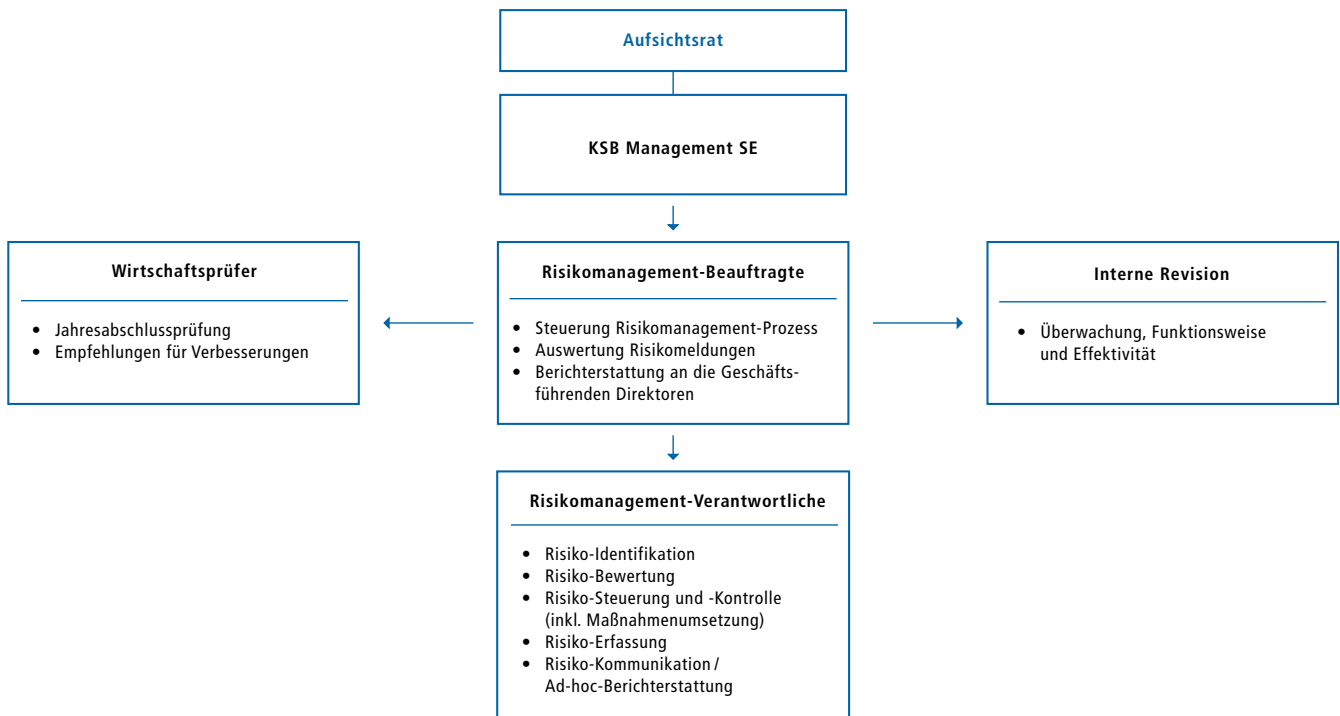 Aufsichtsrat
KSB Management SE
Wirtschaftsprüfer
• Jahresabschlussprüfung
• Empfehlungen für Verbesserungen
Risikomanagement-Beauftragte
• Steuerung Risikomanagement-Prozess
• Auswertung Risikomeldungen
• Berichterstattung an die Geschäfts-
führenden Direktoren
Interne Revision
• Überwachung, Funktionsweise
und Effektivität
Risikomanagement-Verantwortliche
• Risiko-Identifikation
• Risiko-Bewertung
• Risiko-Steuerung und -Kontrolle
(inkl. Maßnahmenumsetzung)
• Risiko-Erfassung
• Risiko-Kommunikation /
Ad-hoc-Berichterstattung